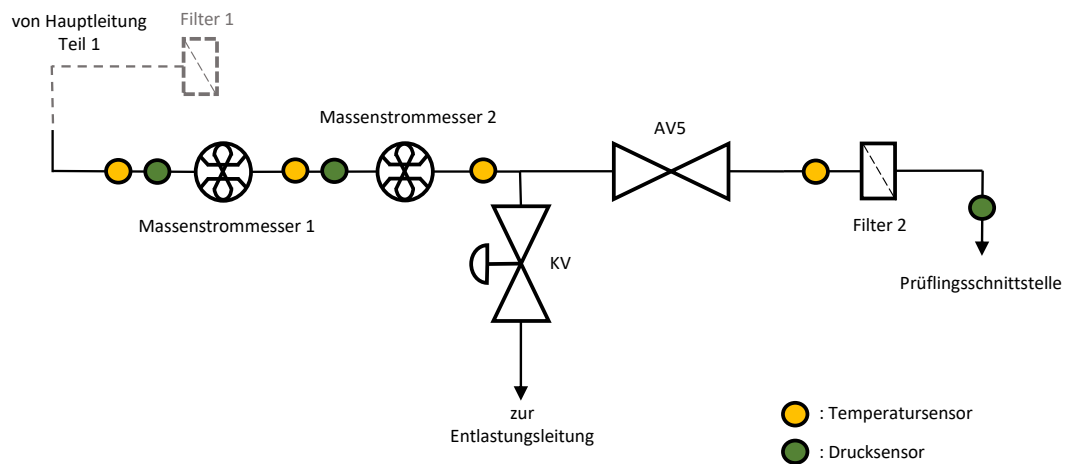 von Hauptleitung
Teil 1
Filter 1
Massenstrommesser 2
AV5
Massenstrommesser 1
Filter 2
KV
Prüflingsschnittstelle
zur
Entlastungsleitung
: Temperatursensor
: Drucksensor